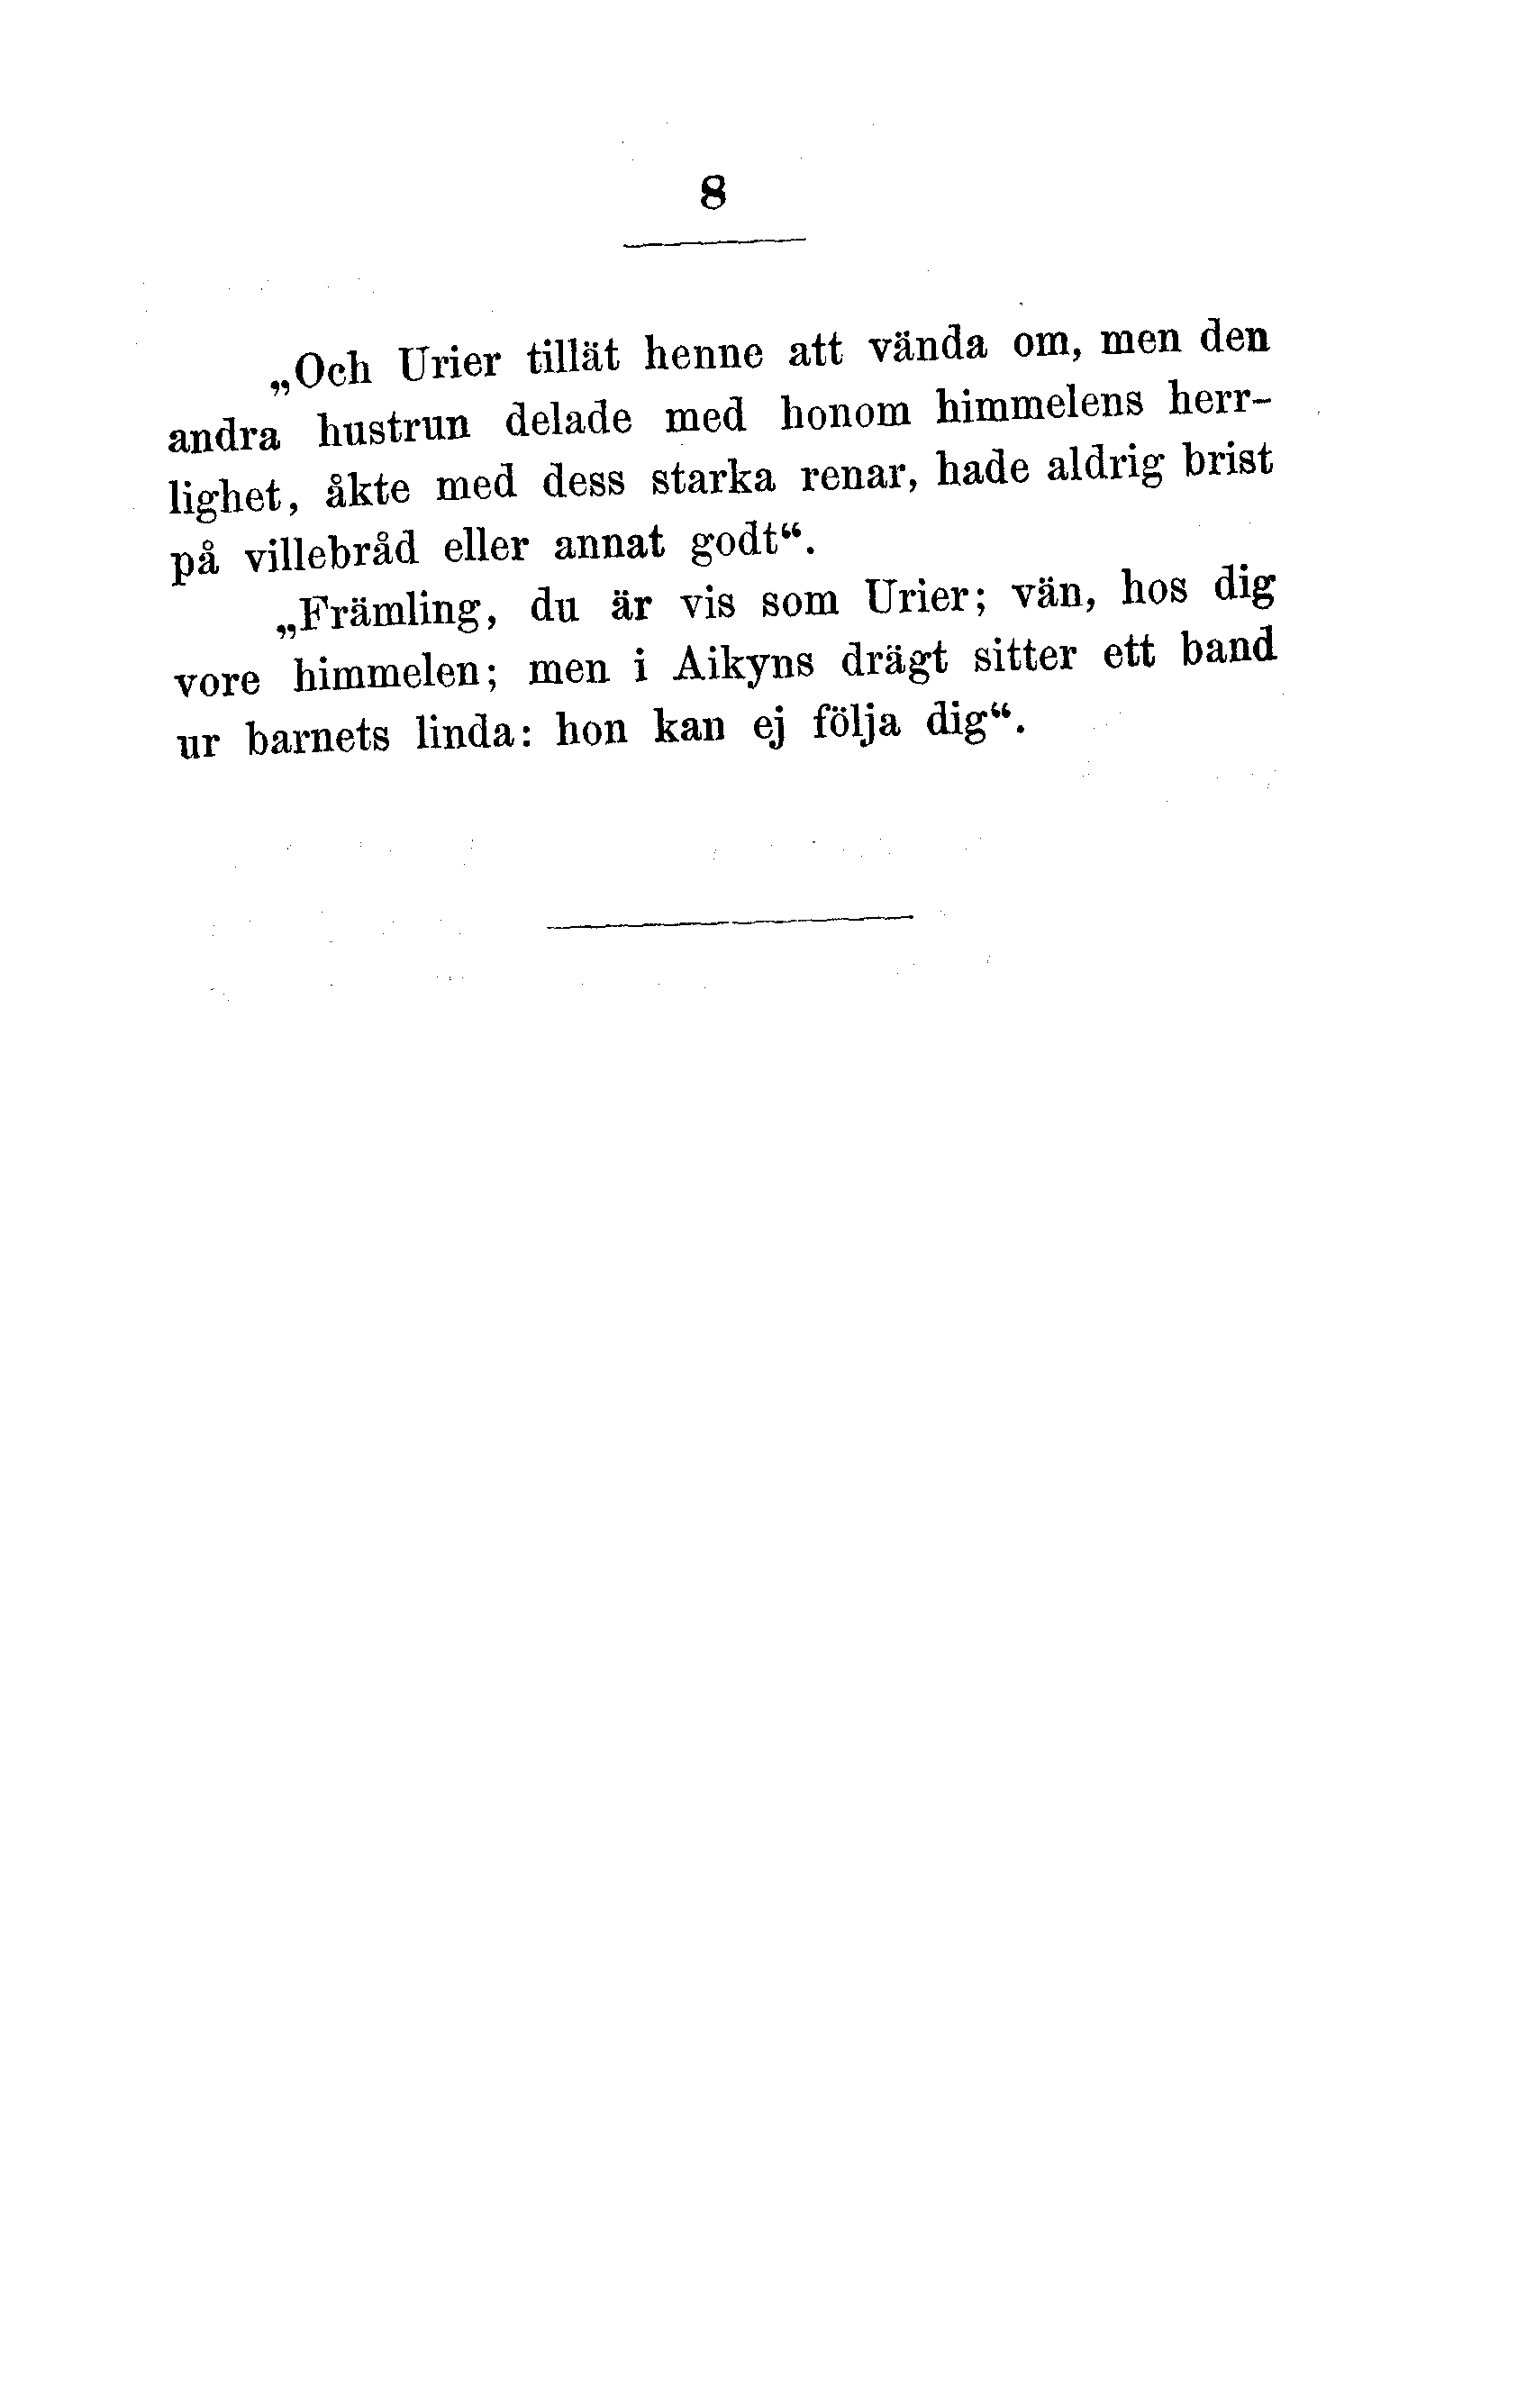 8
„Och Urier tillät henne att vända om, men den
andra hustrun delade med honom himmelens herr-
lighet, åkte med dess starka renar, hade aldrig brist
på villebråd eller annat godt“.
„Främling, du är vis som Urier; vän, hos dig
vore himmelen; men i Aikyns drägt sitter ett band
ur barnets linda: hon kan ej följa dig“.